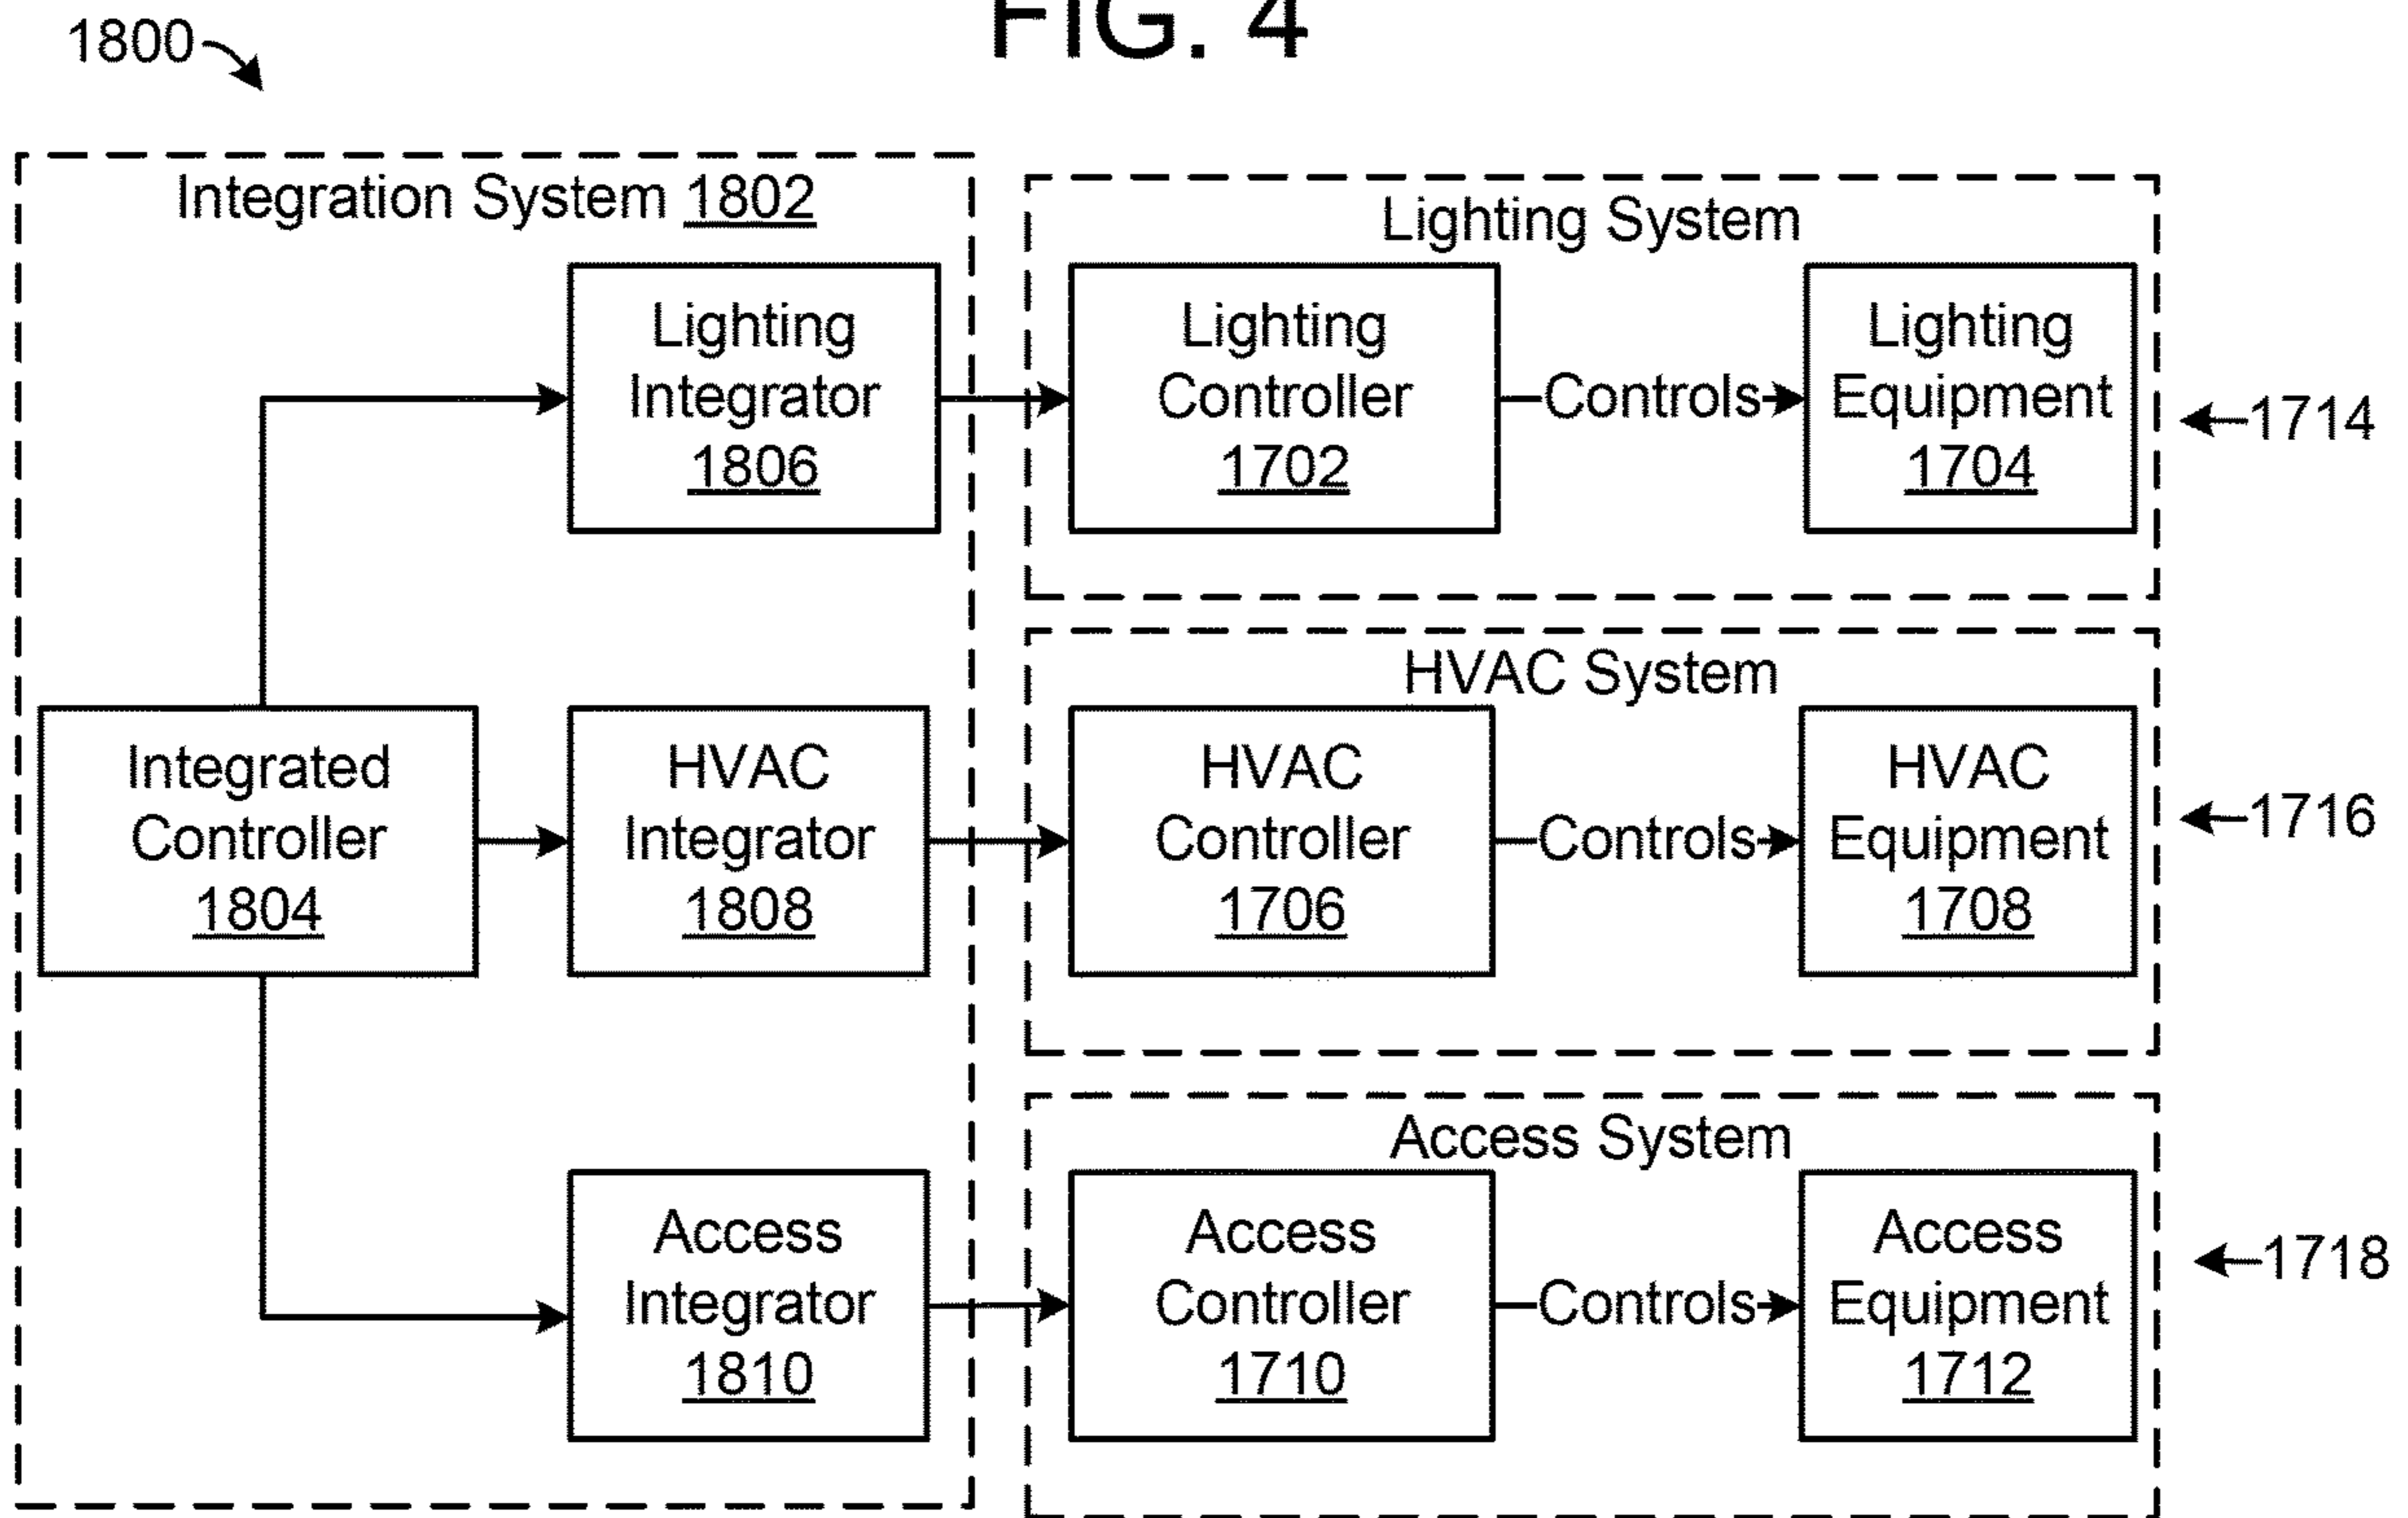 FIG. 4
1800
Integration System 1802
Lighting
Integrator
1806
Integrated
Controller
1804
HVAC
Integrator
1808
Access
Integrator
1810
Lighting System
Lighting
Controller
1702
Controls
Lighting
Equipment
1704
1714
HVAC System
HVAC
Controller
1706
Controls
HVAC
Equipment
1708
1716
Access System
Access
Controller
1710
Controls
Access
Equipment
1712
1718